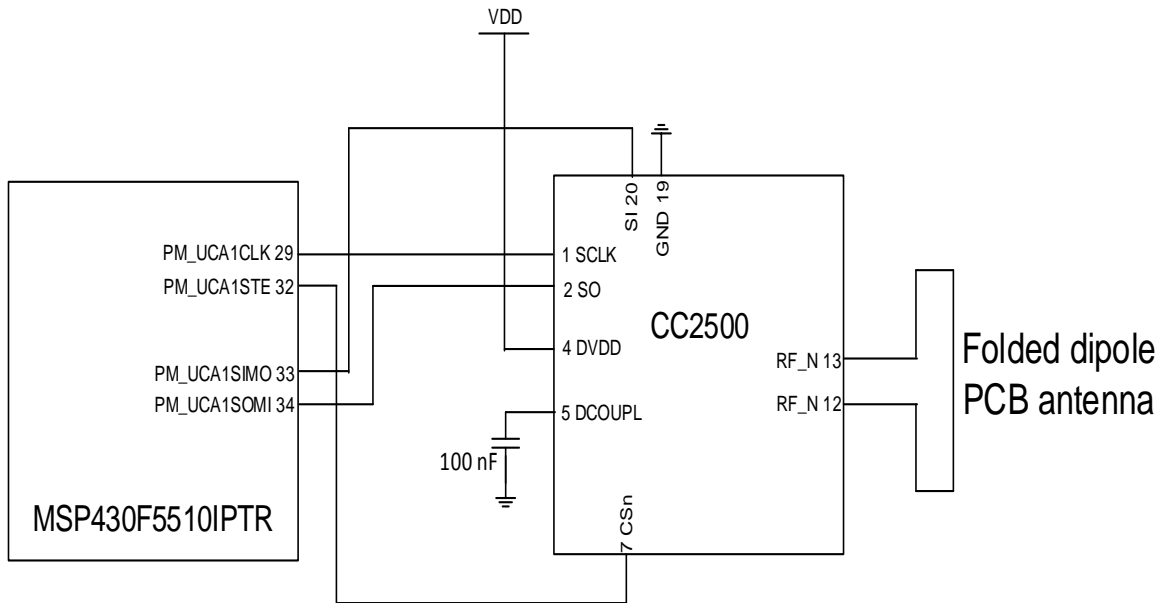 VDD
SI 20
GND 19
PM_UCA1CLK 29
1 SCLK
PM_UCA1STE 32
2 SO
CC2500
4 DVDD
RF_N 13
Folded dipole
PCB antenna
PM_UCA1SIMO 33
PM_UCA1SOMI 34
RF_N 12
5 DCOUPL
100 nF
MSP430F5510IPTR
7 CSn